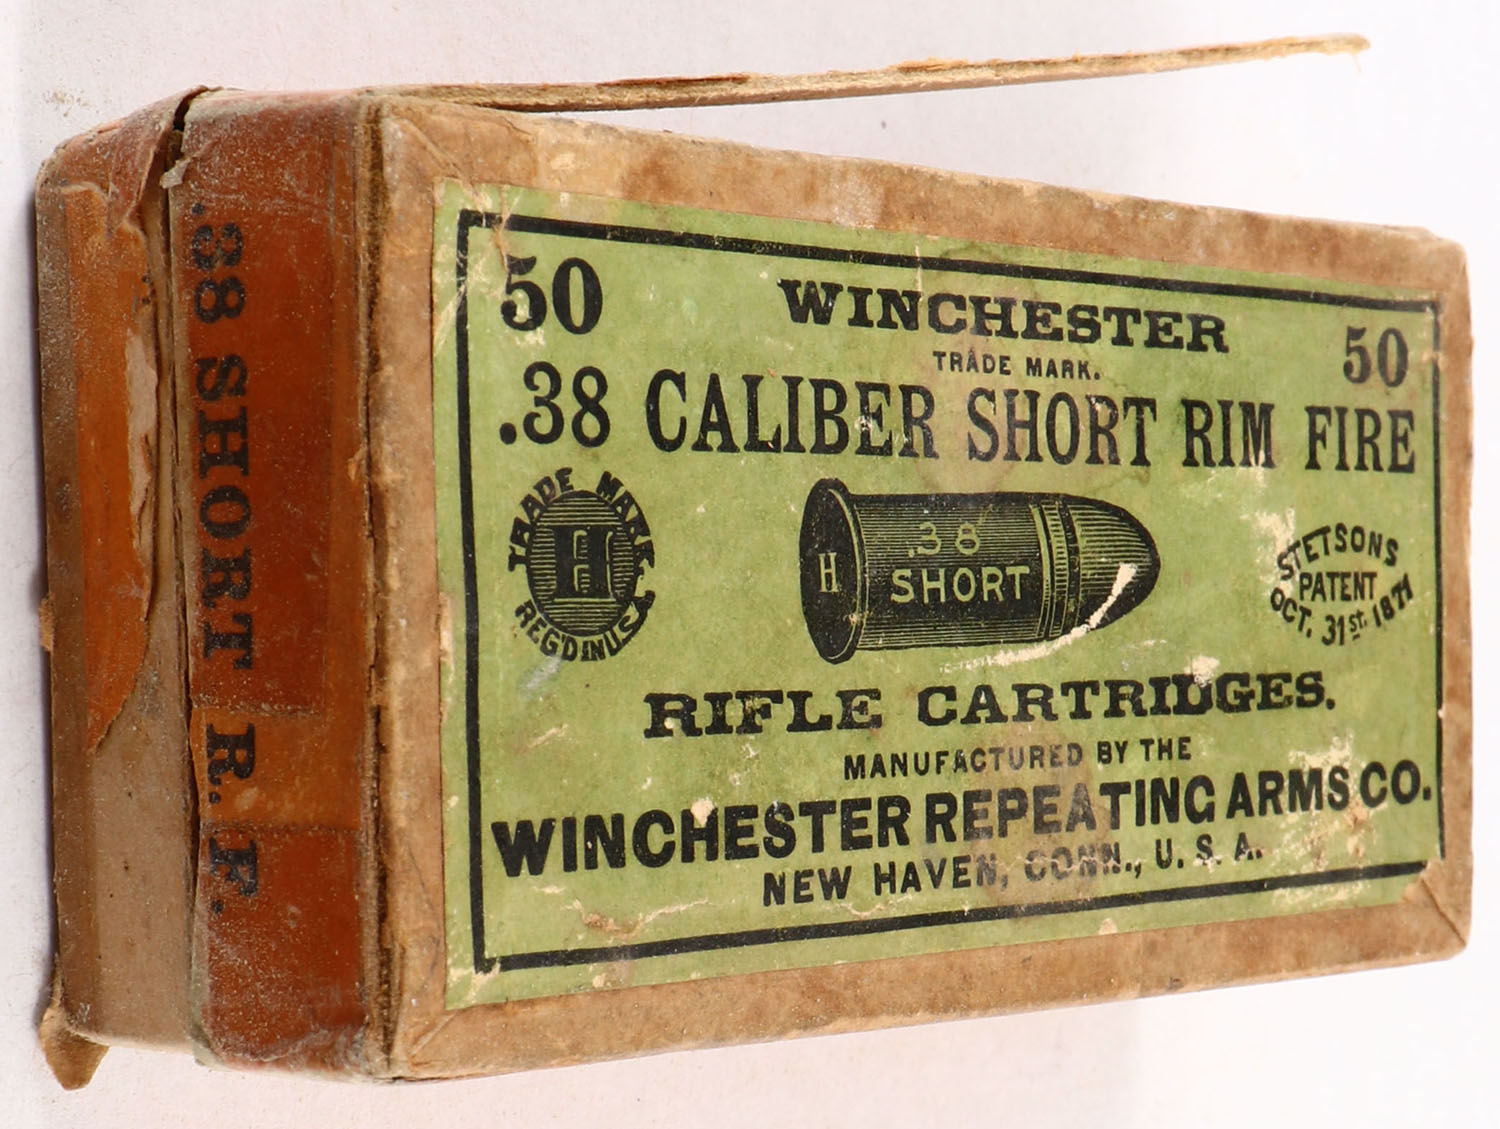 50 WINCHESTER 50
TRADE MARK.
.38 CALIBER SHORT RIM FIRE
TRADE MARK.
H
REG'D IN U.S.
H
.38
SHORT
STETSONS
PATENT
OCT. 31ST. 1871
RIFLE CARTRIDGES.
MANUFACTURED BY THE
WINCHESTER REPEATING ARMS CO.
NEW HAVEN, CONN., U. S. A.
.38 SHORT R. F.